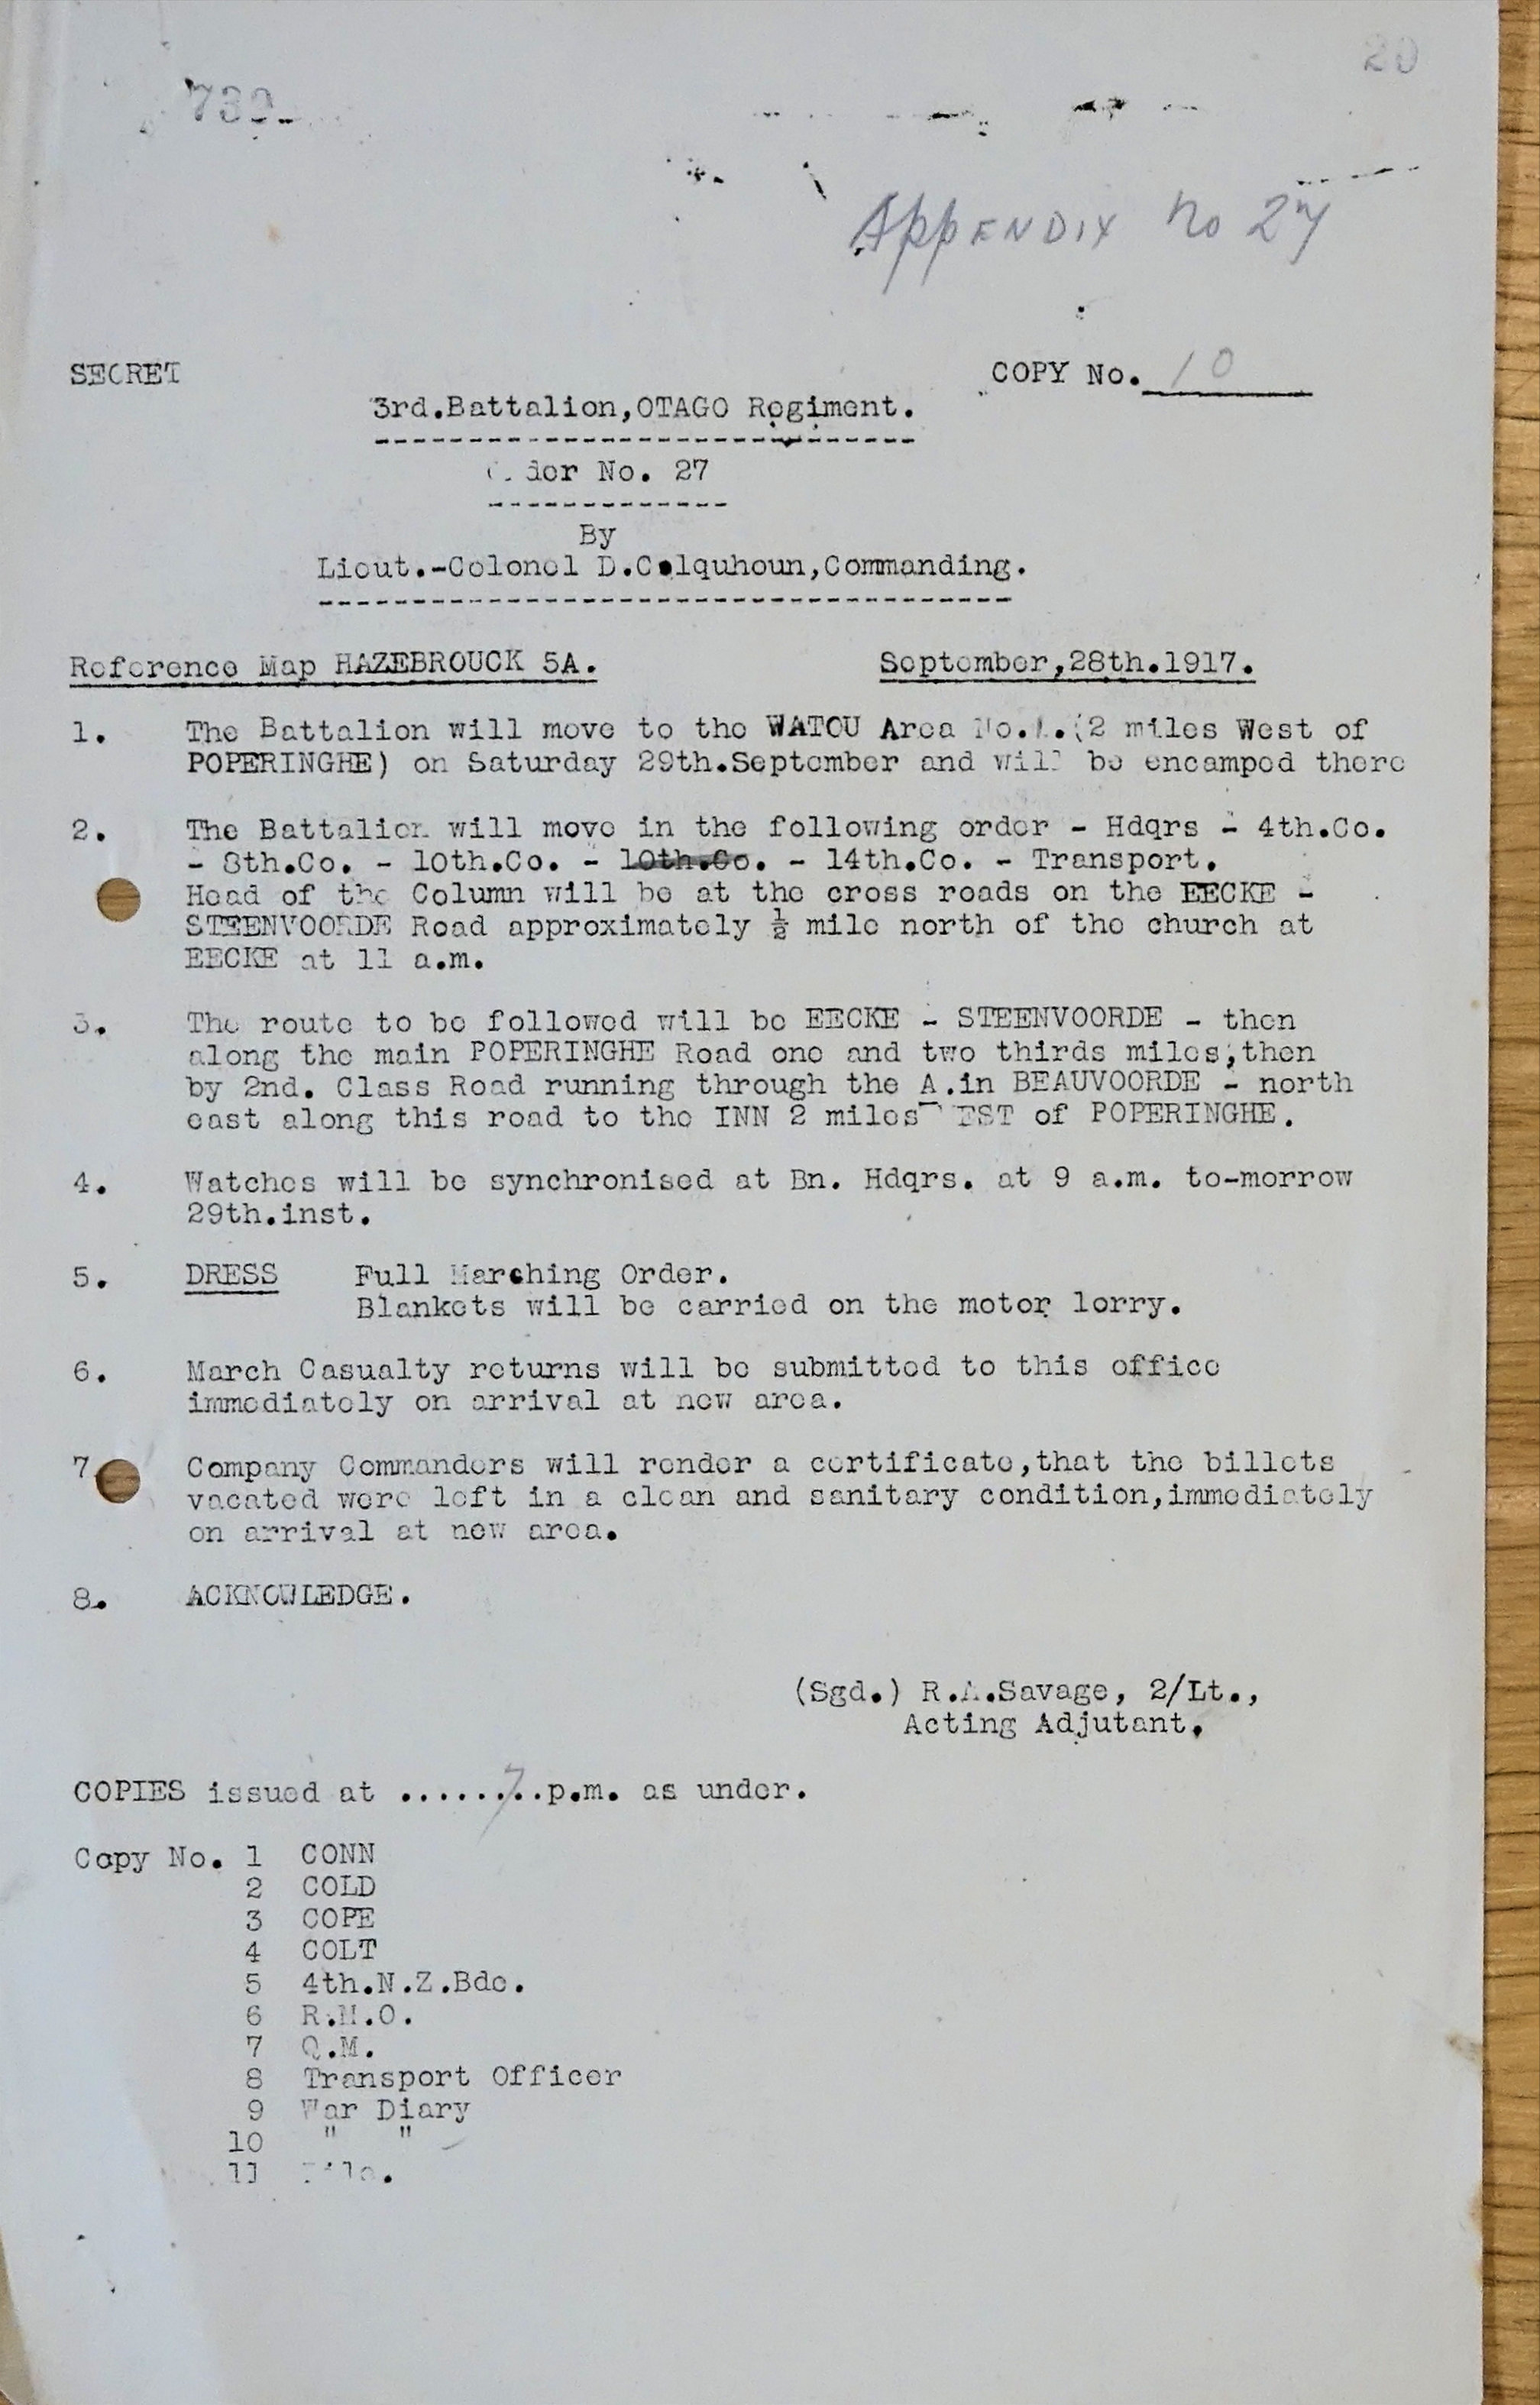 20
Appendix No 27
SECRET
COPY No. 10
3rd.Battalion,OTAGO Regiment.
No. 27
By
Lieut.-Colonel D.Colquhoun,Commanding.
Reference Map HAZEBROUCK 5A.
September,28th.1917.
1. The Battalion will move to the WATOU Area No. (2 miles West of
POPERINGHE) on Saturday 29th.September and will be encamped there
2. The Battalion will move in the following order - Hdqrs - 4th.Co.
- 8th.Co. - 10th.Co. - 10th.Co. - 14th.Co. - Transport.
Head of the Column will be at the cross roads on the EECKE -
STEENVOORDE Road approximately ½ mile north of the church at
EECKE at 11 a.m.
3. The route to be followed will be EECKE - STEENVOORDE - then
along the main POPERINGHE Road one and two thirds miles,then
by 2nd. Class Road running through the A.in BEAUVOORDE - north
east along this road to the INN 2 miles of POPERINGHE.
4. Watches will be synchronised at Bn. Hdqrs. at 9 a.m. to-morrow
29th.inst.
5. DRESS Full Marching Order.
Blankets will be carried on the motor lorry.
6. March Casualty returns will be submitted to this office
immediately on arrival at new area.
7. Company Commanders will render a certificate,that the billets
vacated were left in a clean and sanitary condition,immediately
on arrival at new area.
8. ACKNOWLEDGE.
(Sgd.) R.A.Savage, 2/Lt.,
Acting Adjutant.
COPIES issued at .......7..p.m. as under.
Copy No. 1 CONN
2 COLD
3 COPE
4 COLT
5 4th.N.Z.Bde.
6 R.M.O.
7 Q.M.
8 Transport Officer
9 War Diary
10 " "
11 File.